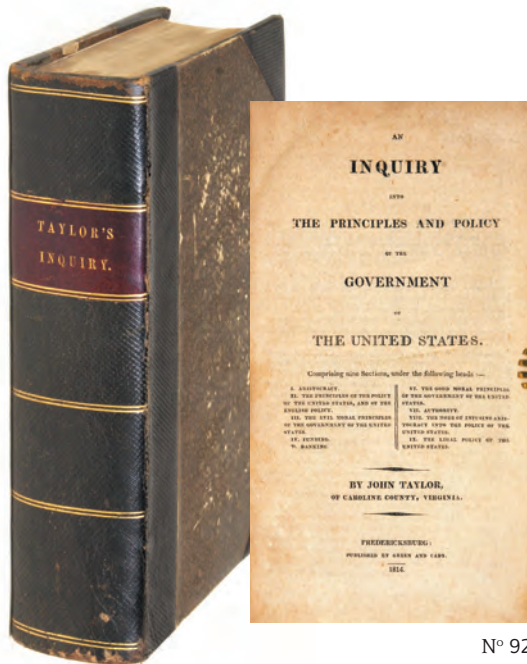 TAYLOR'S
INQUIRY.
AN
INQUIRY
INTO
THE PRINCIPLES AND POLICY
OF THE
GOVERNMENT
OF
THE UNITED STATES.
Comprising nine Sections, under the following heads :—
I. ARISTOCRACY.
II. THE PRINCIPLES OF THE POLICY
OF THE UNITED STATES, AND OF THE
ENGLISH POLICY.
III. THE EVIL MORAL PRINCIPLES
OF THE GOVERNMENT OF THE UNITED
STATES.
IV. FUNDING.
V. BANKING.
VI. THE GOOD MORAL PRINCIPLES
OF THE GOVERNMENT OF THE UNITED
STATES.
VII. AUTHORITY.
VIII. THE MODE OF INFUSING ARIS-
TOCRACY INTO THE POLICY OF THE
UNITED STATES.
IX. THE LEGAL POLICY OF THE
UNITED STATES.
BY JOHN TAYLOR,
OF CAROLINE COUNTY, VIRGINIA.
FREDERICKSBURG:
PUBLISHED BY GREEN AND CADY.
1814.
Nº 92